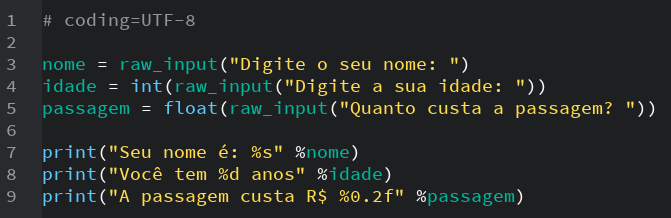 1 # coding=UTF-8
2
3 nome = raw_input("Digite o seu nome: ")
4 idade = int(raw_input("Digite a sua idade: "))
5 passagem = float(raw_input("Quanto custa a passagem? "))
6
7 print("Seu nome é: %s" %nome)
8 print("Você tem %d anos" %idade)
9 print("A passagem custa R$ %0.2f" %passagem)